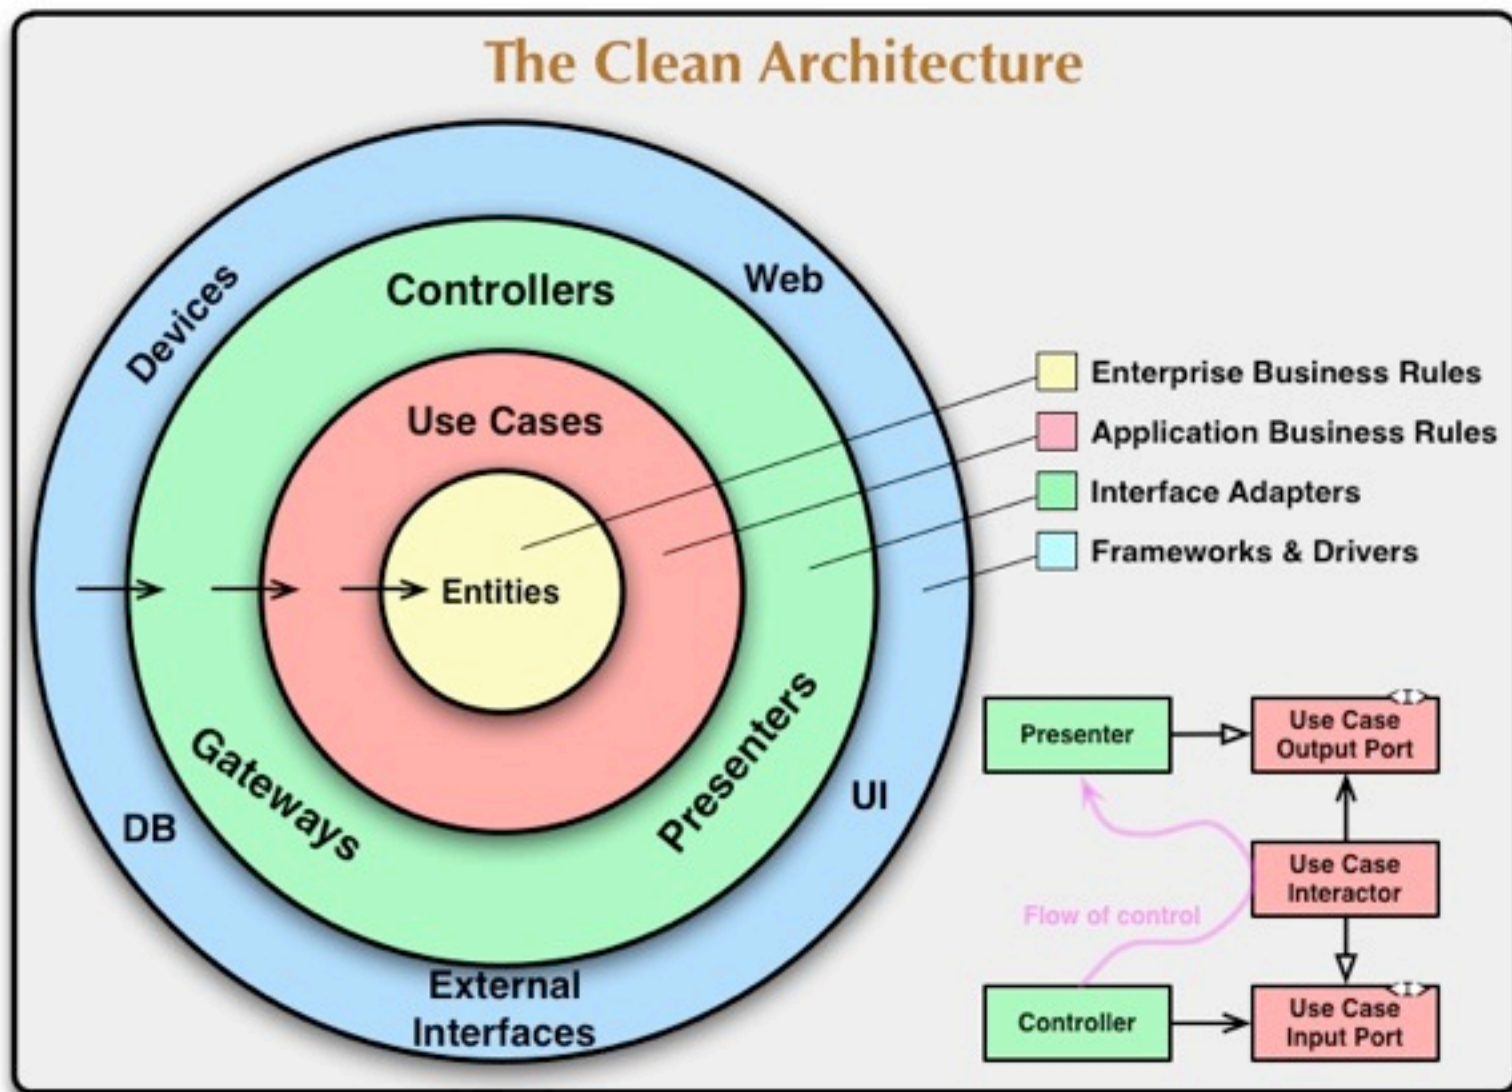 The Clean Architecture
Devices
Web
Controllers
Use Cases
Entities
Gateways
Presenters
DB
UI
External
Interfaces
Enterprise Business Rules
Application Business Rules
Interface Adapters
Frameworks & Drivers
Presenter
Use Case
Output Port
<I>
Use Case
Interactor
Flow of control
Controller
Use Case
Input Port
<I>